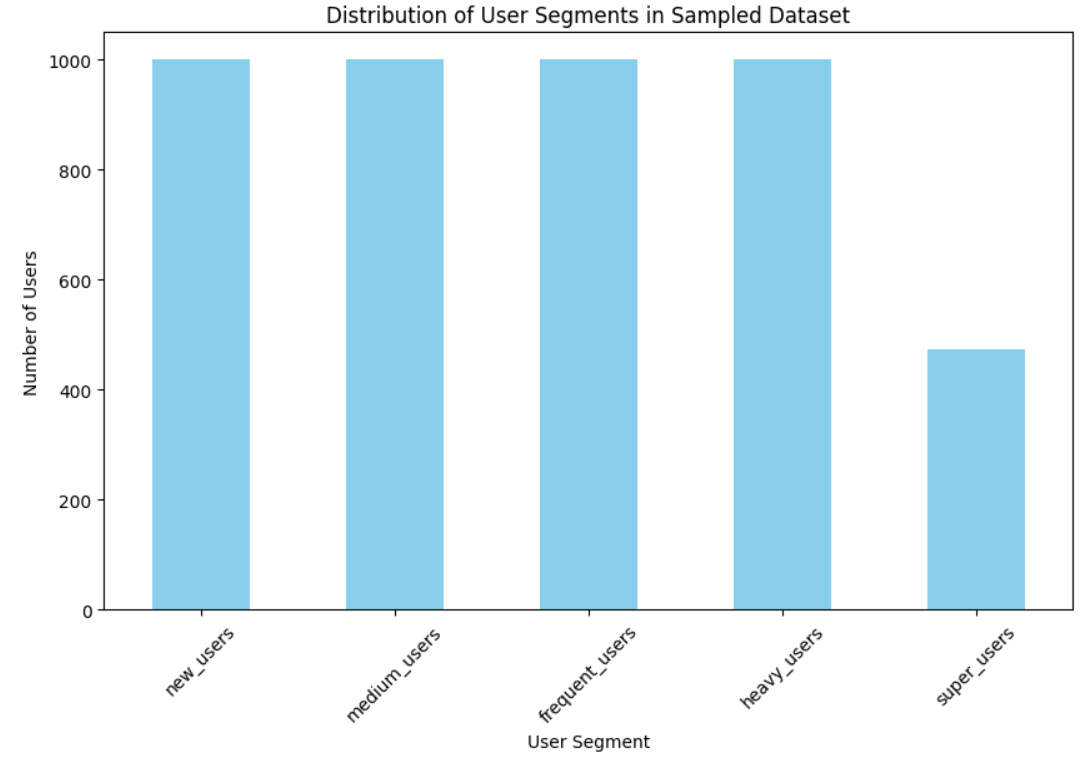 Distribution of User Segments in Sampled Dataset
1000
800
600
400
200
0
Number of Users
new_users
medium_users
frequent_users
heavy_users
super_users
User Segment